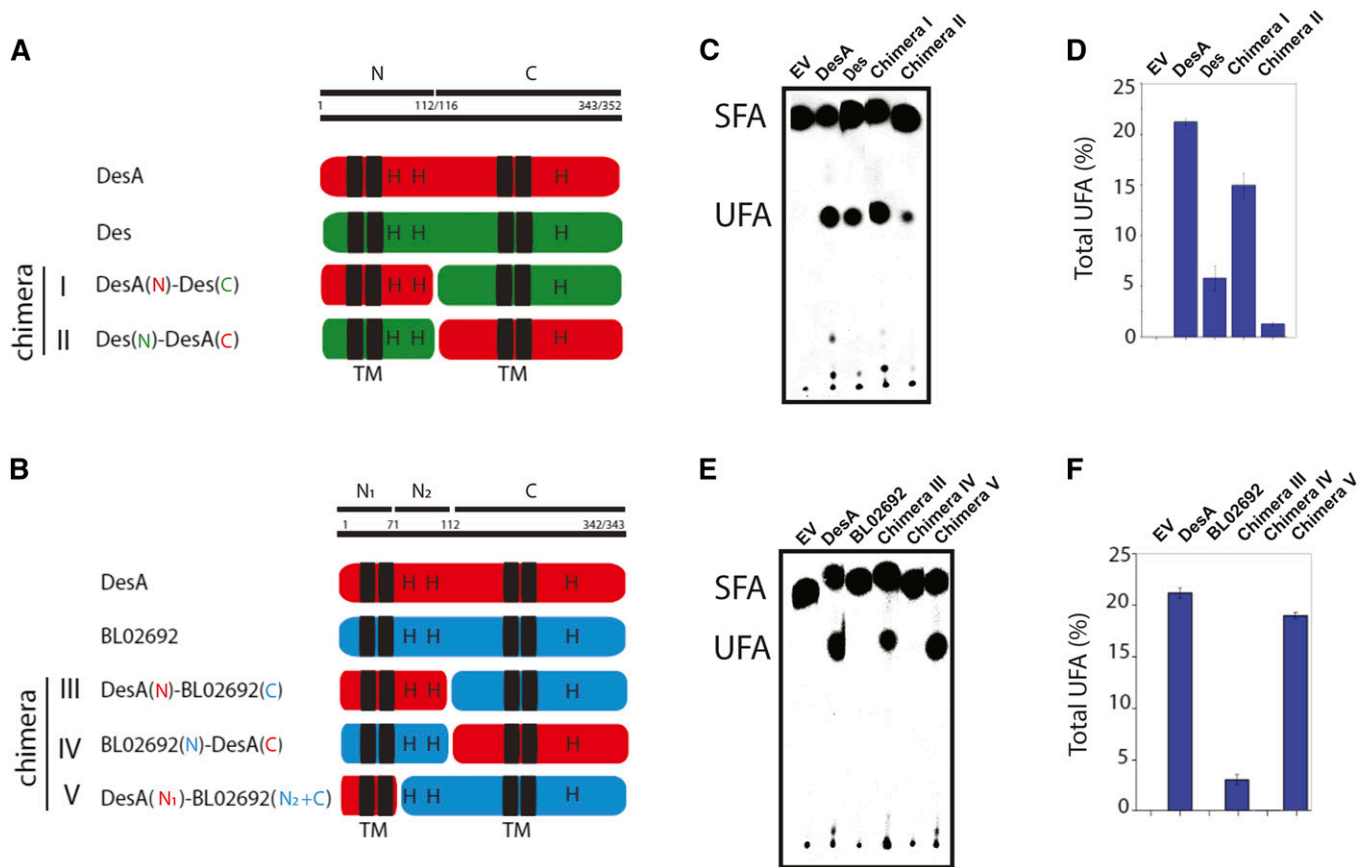 A
N C
1 112/116 343/352
DesA
H H H
Des
H H H
chimera
I DesA(N)-Des(C)
H H H
II Des(N)-DesA(C)
H H H
TM TM
B
N1 N2 C
1 71 112 342/343
DesA
H H H
BL02692
H H H
chimera
III DesA(N)-BL02692(C)
H H H
IV BL02692(N)-DesA(C)
H H H
V DesA(N1)-BL02692(N2+C)
H H H
TM TM
C
EV DesA Des Chimera I Chimera II
SFA
UFA
D
EV DesA Des Chimera I Chimera II
Total UFA (%)
25
20
15
10
5
0
E
EV DesA BL02692 Chimera III Chimera IV Chimera V
SFA
UFA
F
EV DesA BL02692 Chimera III Chimera IV Chimera V
Total UFA (%)
25
20
15
10
5
0